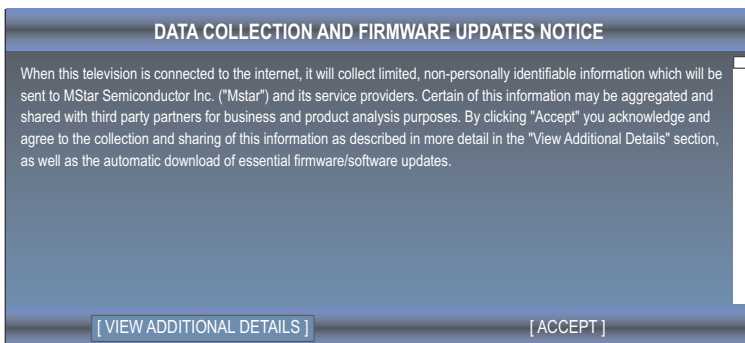 DATA COLLECTION AND FIRMWARE UPDATES NOTICE
When this television is connected to the internet, it will collect limited, non-personally identifiable information which will be
sent to MStar Semiconductor Inc. ("Mstar") and its service providers. Certain of this information may be aggregated and
shared with third party partners for business and product analysis purposes. By clicking "Accept" you acknowledge and
agree to the collection and sharing of this information as described in more detail in the "View Additional Details" section,
as well as the automatic download of essential firmware/software updates.
[ VIEW ADDITIONAL DETAILS ] [ ACCEPT ]